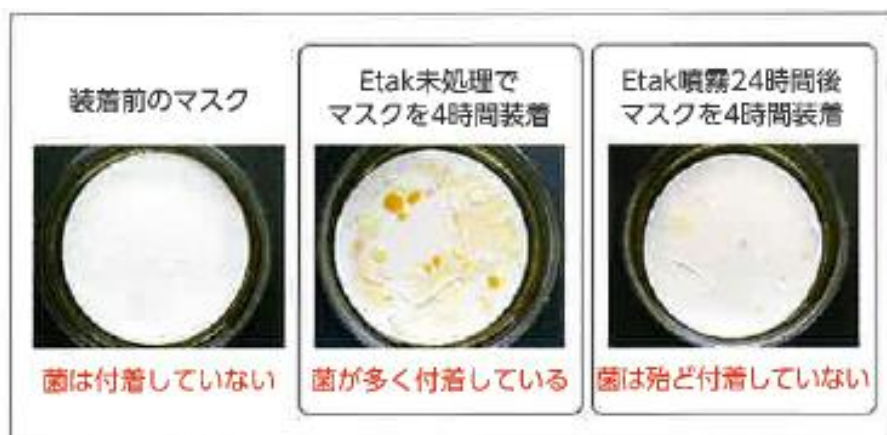 装着前のマスク
Etak未処理で
マスクを4時間装着
Etak噴霧24時間後
マスクを4時間装着
菌は付着していない
菌が多く付着している
菌は殆ど付着していない